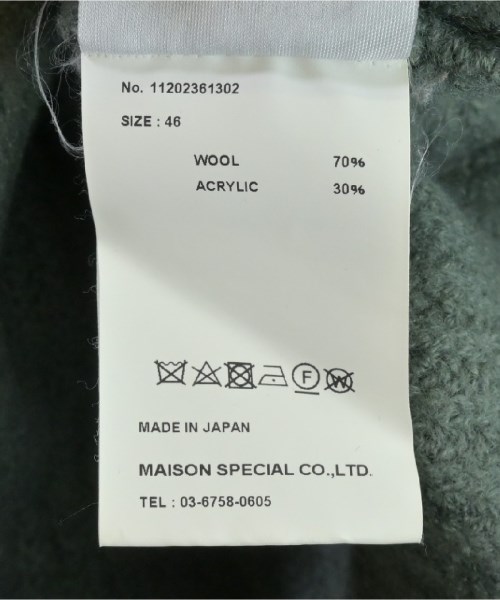 No. 11202361302
SIZE : 46
WOOL 70%
ACRYLIC 30%
F W
MADE IN JAPAN
MAISON SPECIAL CO.,LTD.
TEL : 03-6758-0605